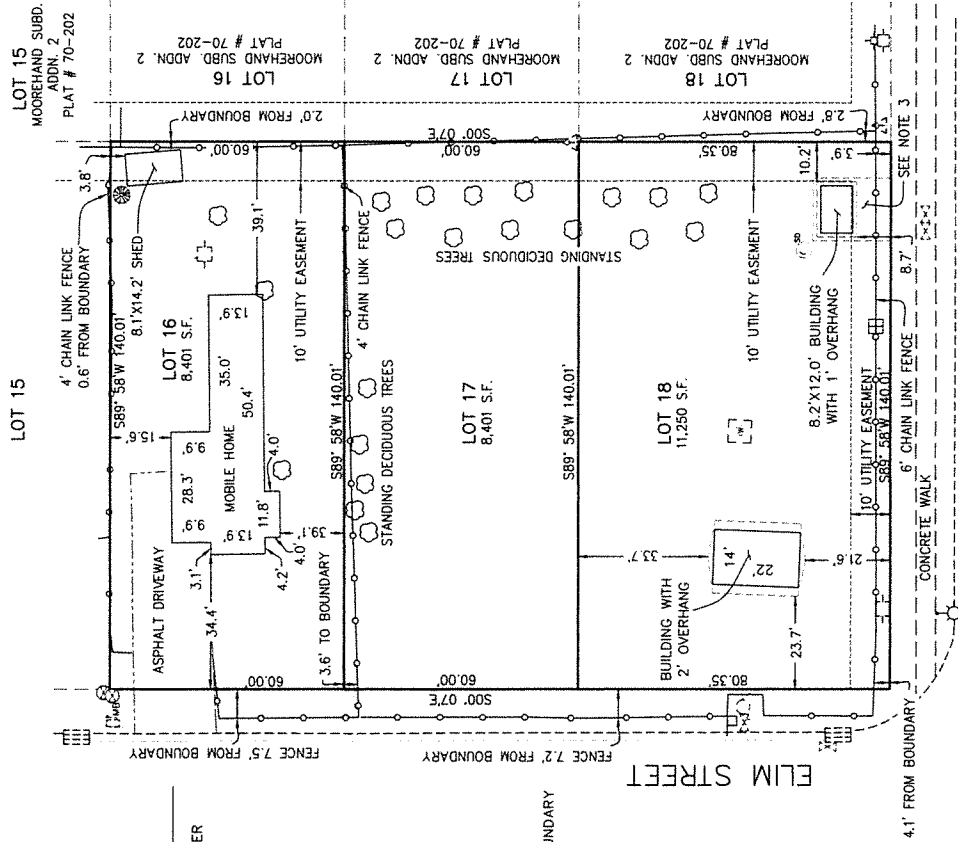 LOT 15
LOT 15
MOOREHAND SUBD.
ADDN. 2
PLAT # 70-202
4' CHAIN LINK FENCE
0.6' FROM BOUNDARY
3.8'
2.0' FROM BOUNDARY
S89° 58'W 140.01'
8.1'X14.2' SHED
LOT 16
MOOREHAND SUBD. ADDN. 2
PLAT # 70-202
60.00'
S00° 07'E
39.1'
15.6'
LOT 16
8,401 S.F.
ASPHALT DRIVEWAY
9.9'
28.3'
9.9'
35.0'
13.9'
MOBILE HOME
50.4'
13.9'
11.8'
4.0'
4.0'
4.2'
3.1'
34.4'
39.1'
10' UTILITY EASEMENT
60.00'
3.6' TO BOUNDARY
S89° 58'W 140.01'
4' CHAIN LINK FENCE
STANDING DECIDUOUS TREES
FENCE 7.5' FROM BOUNDARY
LOT 17
MOOREHAND SUBD. ADDN. 2
PLAT # 70-202
60.00'
STANDING DECIDUOUS TREES
LOT 17
8,401 S.F.
60.00'
S00° 07'E
S89° 58'W 140.01'
FENCE 7.2' FROM BOUNDARY
LOT 18
MOOREHAND SUBD. ADDN. 2
PLAT # 70-202
80.35'
2.8' FROM BOUNDARY
LOT 18
11,250 S.F.
10' UTILITY EASEMENT
33.7'
14'
22'
BUILDING WITH
2' OVERHANG
23.7'
21.6'
80.35'
10.2'
3.9'
8.7'
8.2'X12.0' BUILDING
WITH 1' OVERHANG
SEE NOTE 3
10' UTILITY EASEMENT
S89° 58'W 140.01'
6' CHAIN LINK FENCE
CONCRETE WALK
4.1' FROM BOUNDARY
ELIM STREET
ER
UNDARY